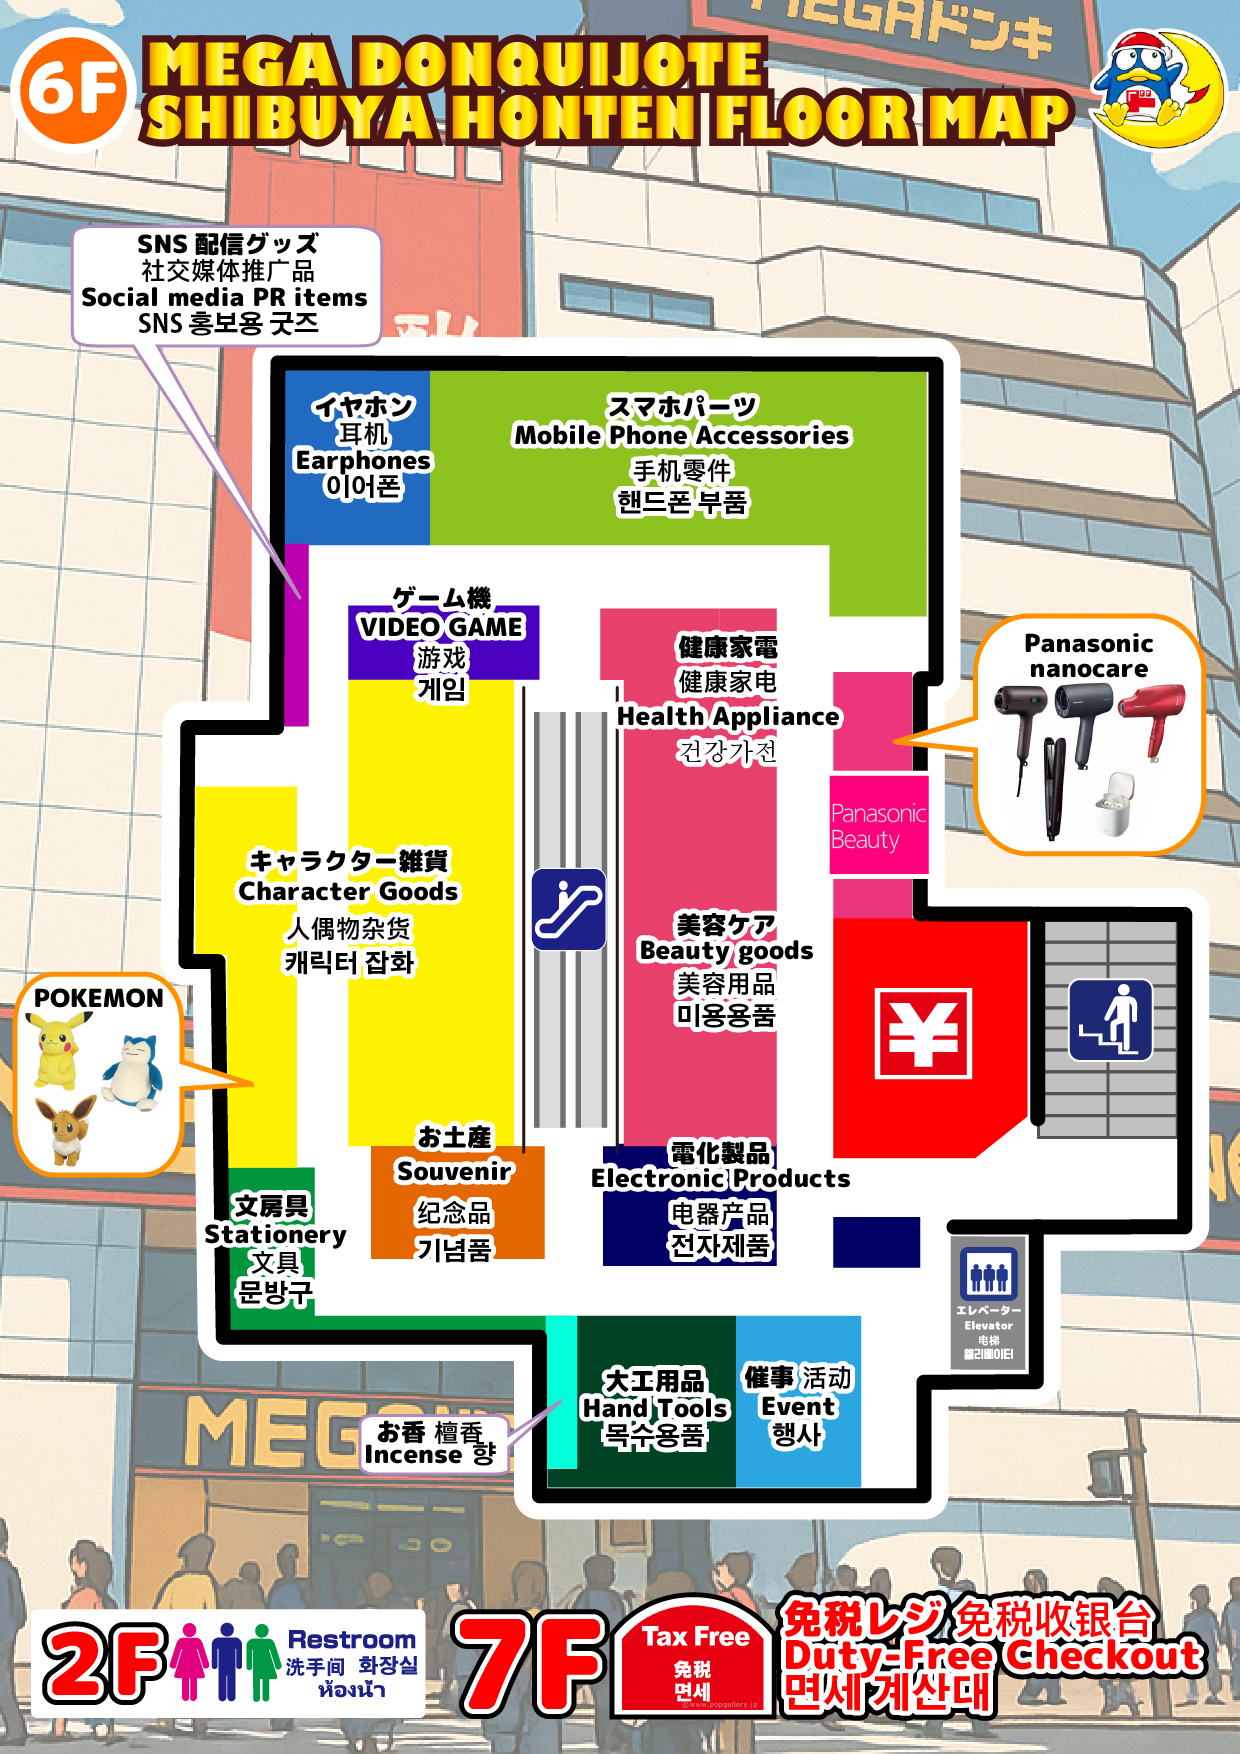 MEGAドンキ
6F
MEGA DONQUIJOTE
SHIBUYA HONTEN FLOOR MAP
SNS 配信グッズ
社交媒体推广品
Social media PR items
SNS 홍보용 굿즈
イヤホン
耳机
Earphones
이어폰
スマホパーツ
Mobile Phone Accessories
手机零件
핸드폰 부품
ゲーム機
VIDEO GAME
游戏
게임
健康家電
健康家电
Health Appliance
건강가전
Panasonic
nanocare
Panasonic
Beauty
キャラクター雑貨
Character Goods
人偶物杂货
캐릭터 잡화
美容ケア
Beauty goods
美容用品
미용용품
¥
POKEMON
お土産
Souvenir
纪念品
기념품
電化製品
Electronic Products
电器产品
전자제품
文房具
Stationery
文具
문방구
エレベーター
Elevator
电梯
엘리베이터
大工用品
Hand Tools
목수용품
催事 活动
Event
행사
お香 檀香
Incense 향
MEG
2F
Restroom
洗手间 화장실
ห้องน้ำ
7F
Tax Free
免税
면세
©www.popgallery.jp
免税レジ 免税收银台
Duty-Free Checkout
면세 계산대